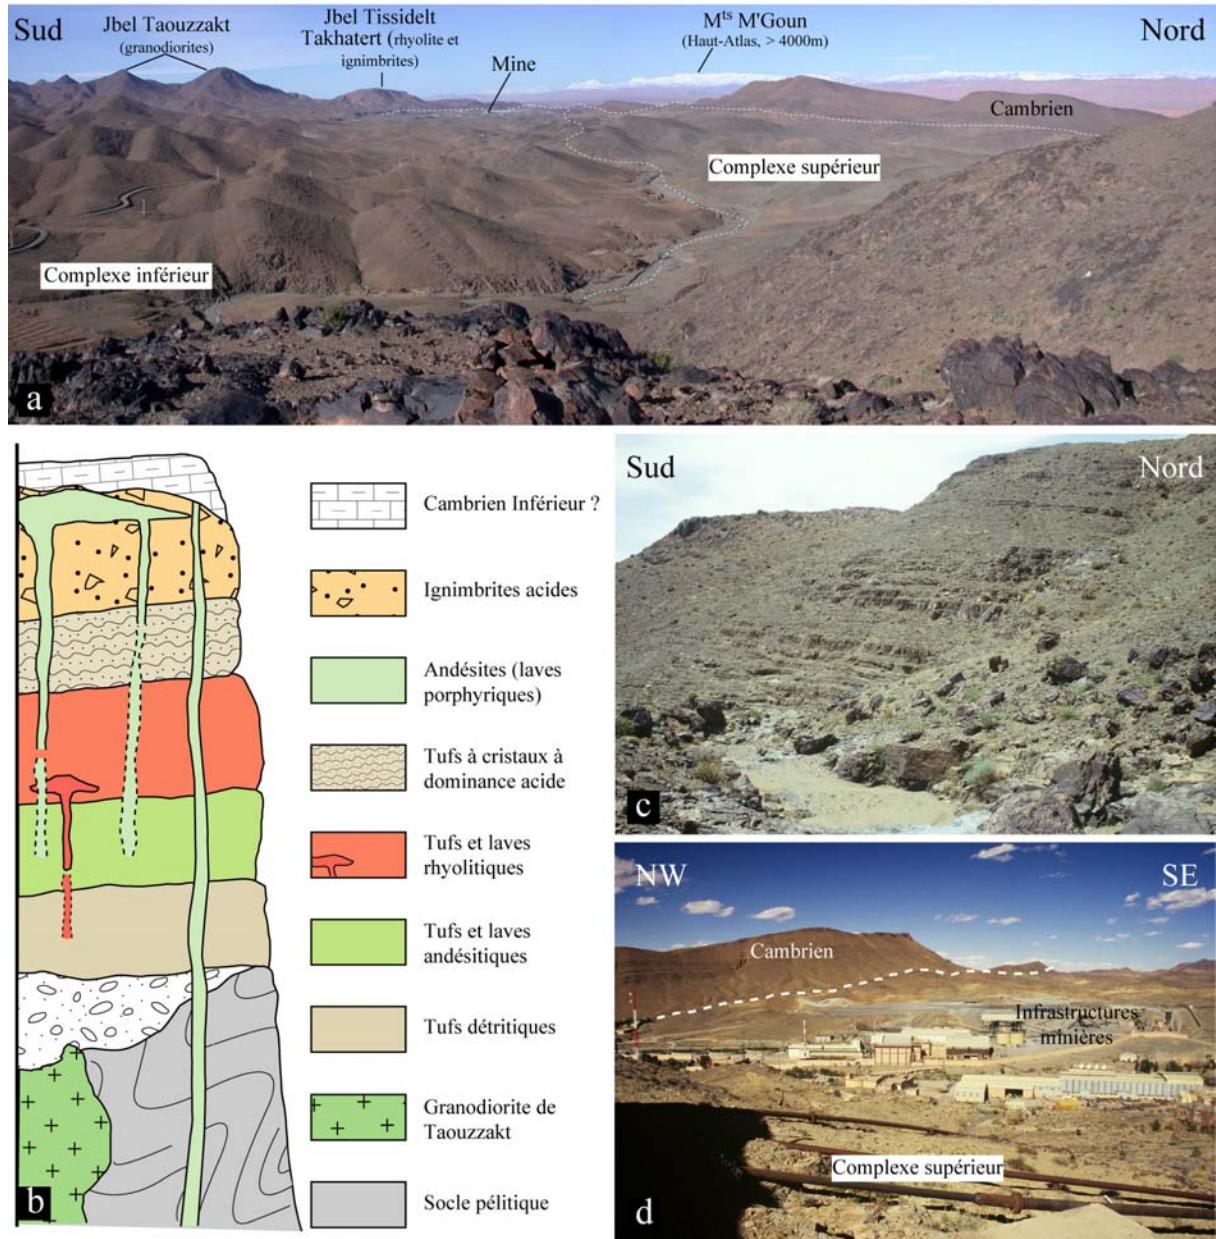 Sud
Jbel Taouzzakt
(granodiorites)
Jbel Tissidelt
Takhatert (rhyolite et
ignimbrites)
Mine
Mts M'Goun
(Haut-Atlas, > 4000m)
Nord
Cambrien
Complexe supérieur
Complexe inférieur
a
Cambrien Inférieur ?
Ignimbrites acides
Andésites (laves
porphyriques)
Tufs à cristaux à
dominance acide
Tufs et laves
rhyolitiques
Tufs et laves
andésitiques
Tufs détritiques
Granodiorite de
Taouzzakt
Socle pélitique
b
Sud
Nord
c
NW
SE
Cambrien
Infrastructures
minières
Complexe supérieur
d